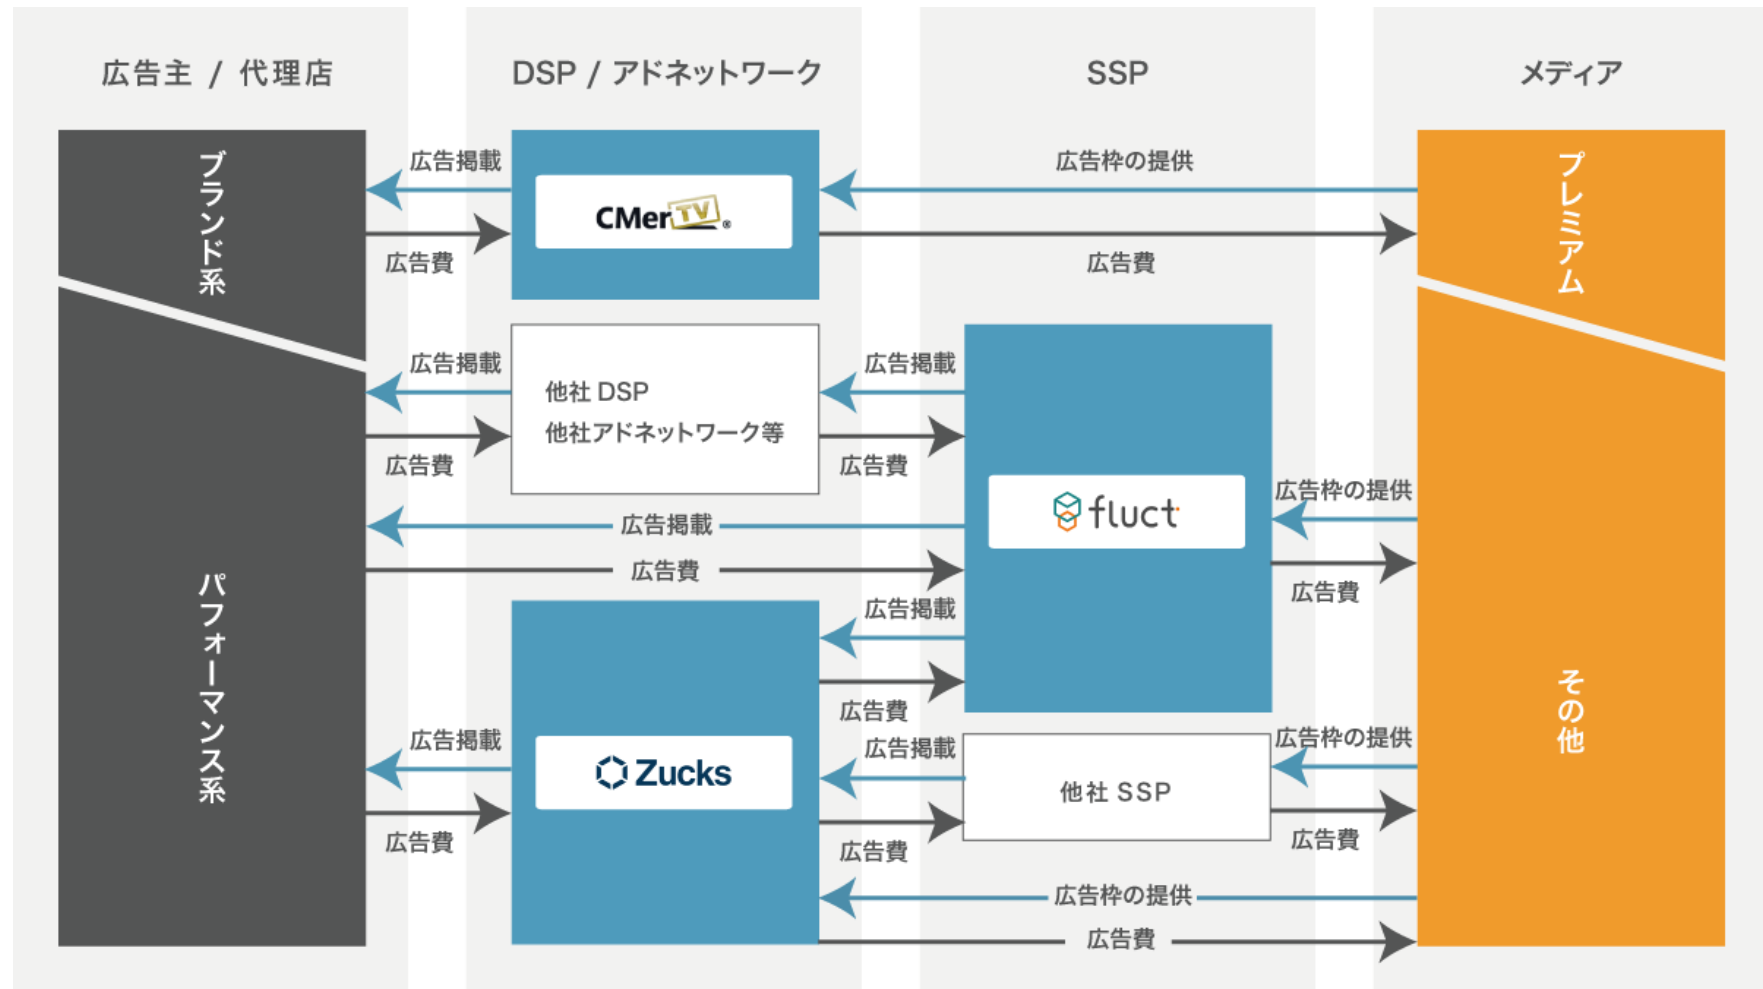 広告主 / 代理店
DSP / アドネットワーク
SSP
メディア
ブランド系
広告掲載
広告費
CMerTV®
広告枠の提供
広告費
プレミアム
広告掲載
広告費
他社 DSP
他社アドネットワーク等
広告掲載
広告費
fluct
広告枠の提供
広告費
広告掲載
広告費
パフォーマンス系
広告掲載
広告費
Zucks
広告掲載
広告費
広告掲載
広告費
他社 SSP
広告枠の提供
広告費
その他
広告枠の提供
広告費